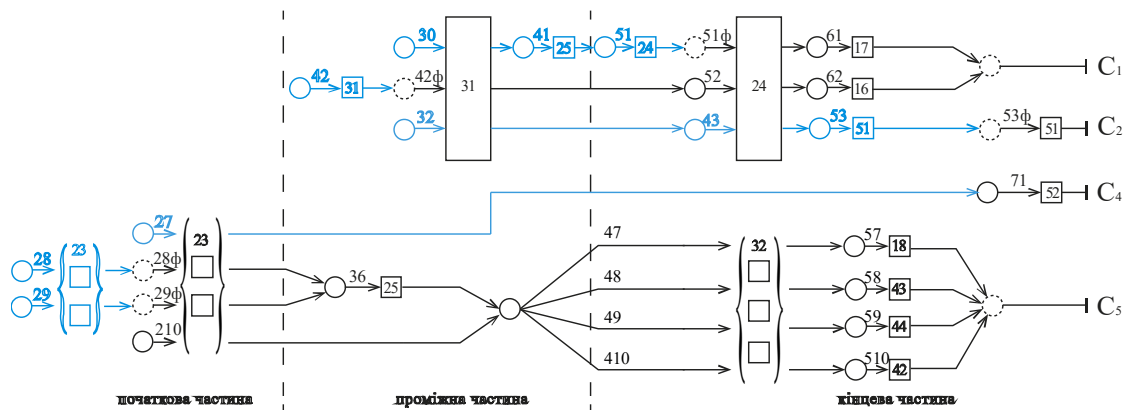 30 41 51 51ф 61
25 24 17
42 42ф 52 62 C1
31 31 24 16
32 43 53 53ф
51 51 C2
71
27 52 C4
23
23 28ф 47 32 57
28 18
36 48 58
29 29ф 25 43
49 59 C5
210 44
410 510
42
початкова частина проміжна частина кінцева частина